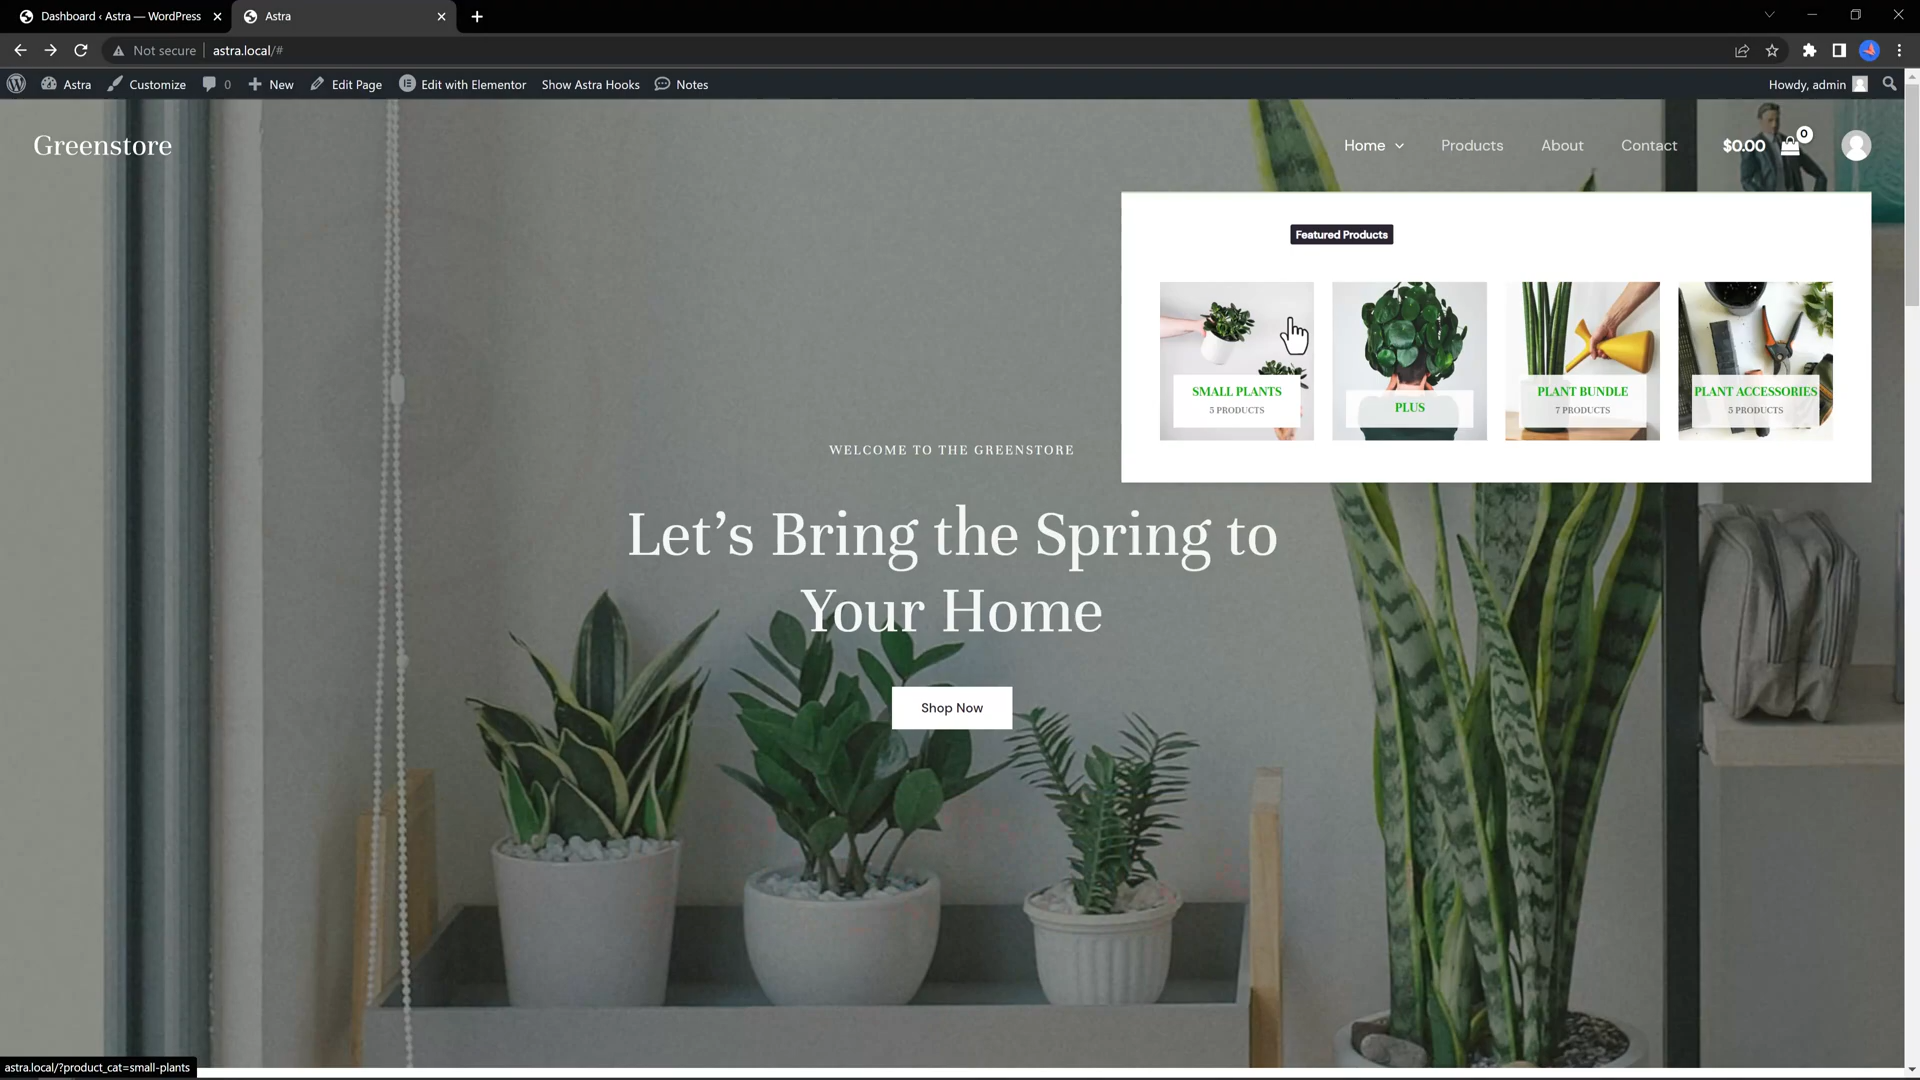 Dashboard ‹ Astra — WordPress
Astra
Not secure
astra.local/#
Astra
Customize
0
New
Edit Page
Edit with Elementor
Show Astra Hooks
Notes
Howdy, admin
Greenstore
Home
Products
About
Contact
$0.00
0
Featured Products
SMALL PLANTS
5 PRODUCTS
PLUS
PLANT BUNDLE
7 PRODUCTS
PLANT ACCESSORIES
5 PRODUCTS
WELCOME TO THE GREENSTORE
Let’s Bring the Spring to
Your Home
Shop Now
astra.local/?product_cat=small-plants